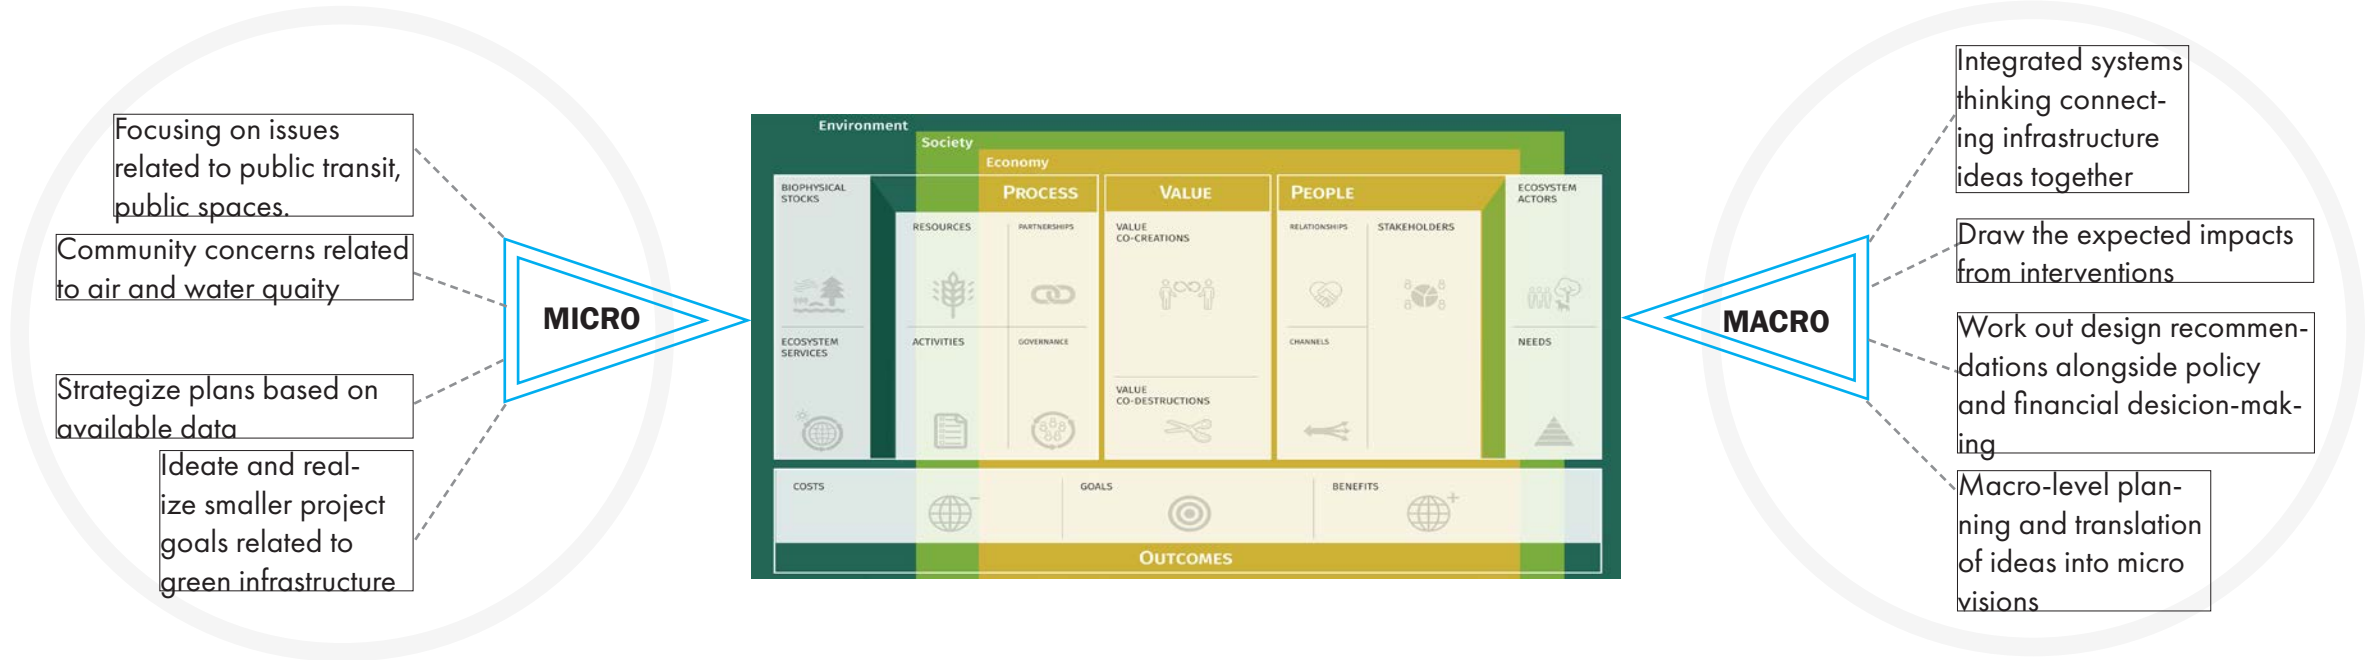 Focusing on issues
related to public transit,
public spaces.
Community concerns related
to air and water quaity
Strategize plans based on
available data
Ideate and real-
ize smaller project
goals related to
green infrastructure
MICRO
Environment
Society
Economy
BIOPHYSICAL
STOCKS
PROCESS
VALUE
PEOPLE
ECOSYSTEM
ACTORS
RESOURCES
PARTNERSHIPS
VALUE
CO-CREATIONS
RELATIONSHIPS
STAKEHOLDERS
ECOSYSTEM
SERVICES
ACTIVITIES
GOVERNANCE
CHANNELS
NEEDS
VALUE
CO-DESTRUCTIONS
COSTS
GOALS
BENEFITS
OUTCOMES
MACRO
Integrated systems
thinking connect-
ing infrastructure
ideas together
Draw the expected impacts
from interventions
Work out design recommen-
dations alongside policy
and financial desicion-mak-
ing
Macro-level plan-
ning and translation
of ideas into micro
visions